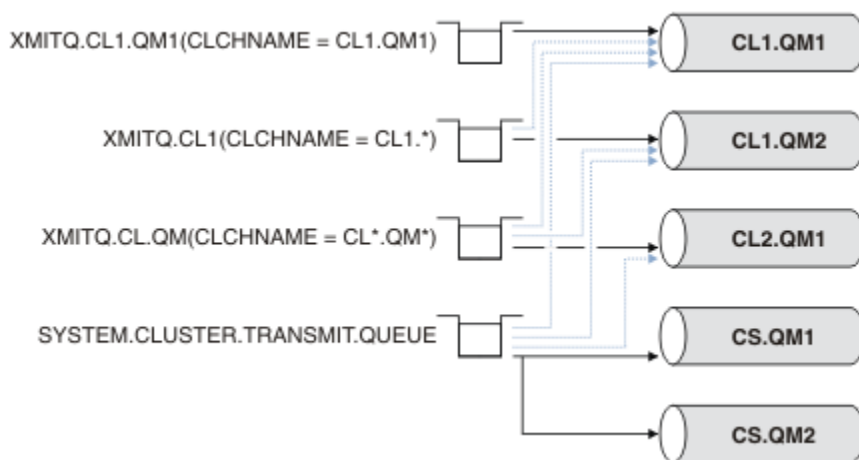 XMITQ.CL1.QM1(CLCHNAME = CL1.QM1)
CL1.QM1
XMITQ.CL1(CLCHNAME = CL1.*)
CL1.QM2
XMITQ.CL.QM(CLCHNAME = CL*.QM*)
CL2.QM1
SYSTEM.CLUSTER.TRANSMIT.QUEUE
CS.QM1
CS.QM2